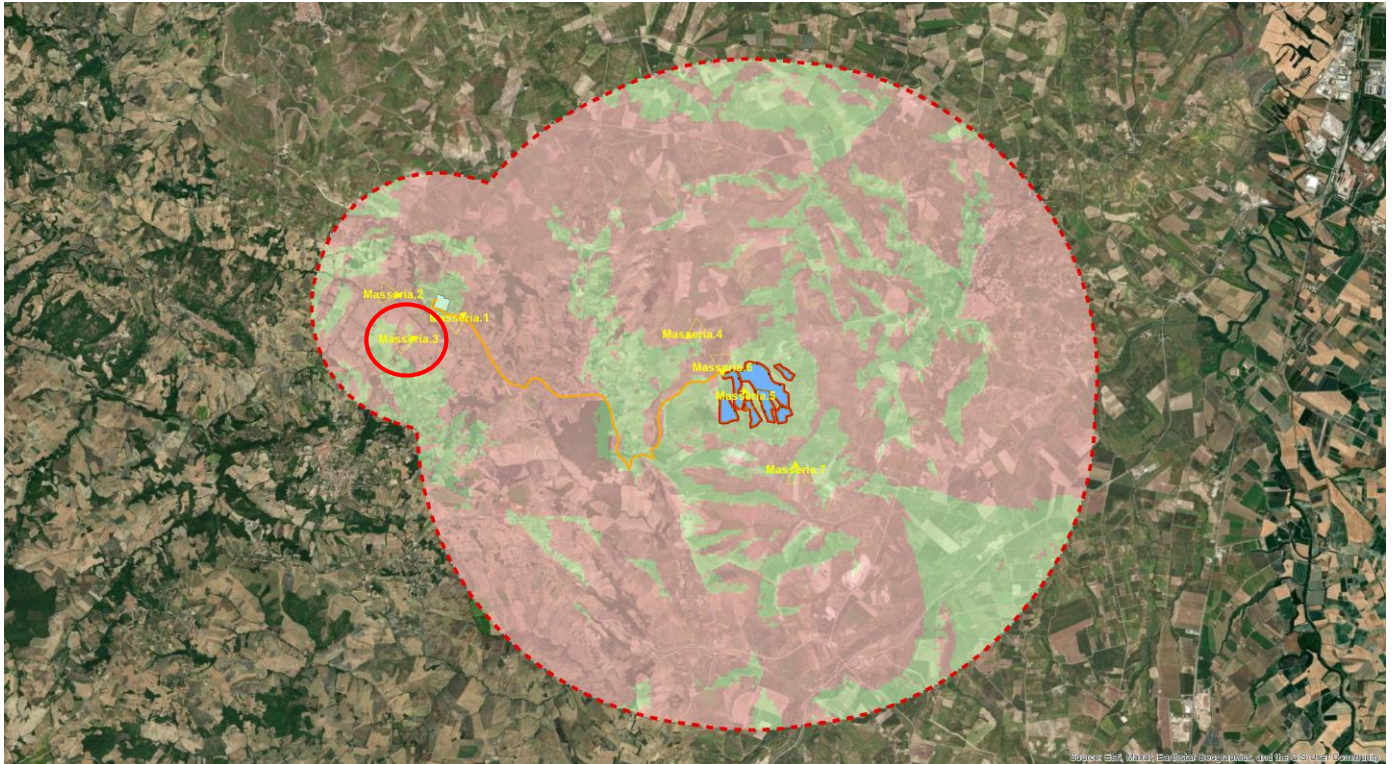 Masseria.2
Masseria.1
Masseria.3
Masseria.4
Masseria.6
Masseria.5
Masseria.7
Source: Esri, Maxar, Earthstar Geographics, and the GIS User Community